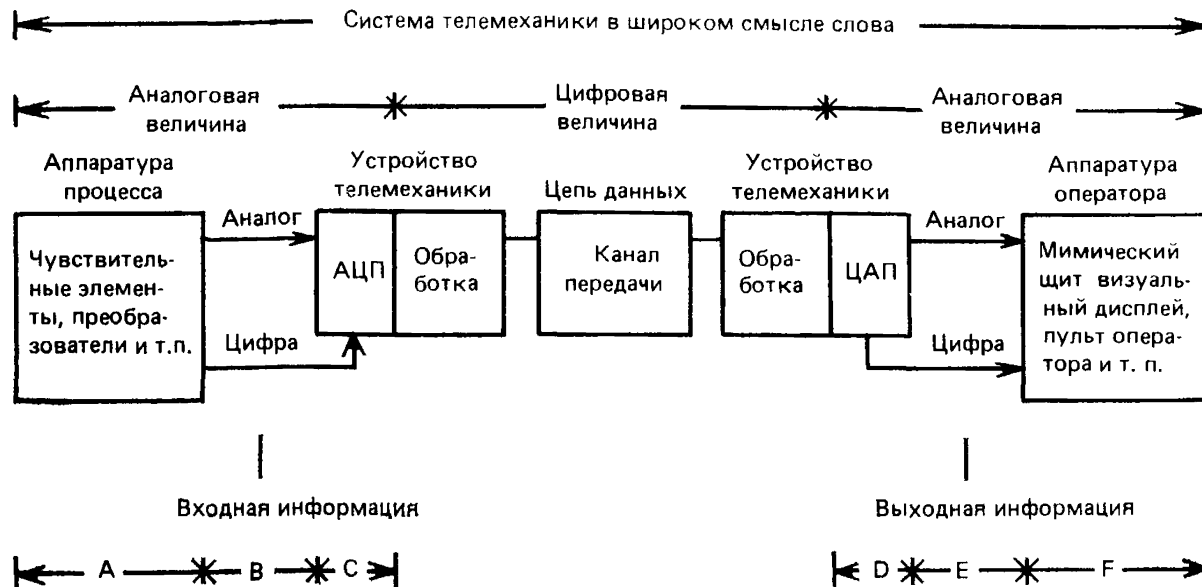 Система телемеханики в широком смысле слова
Аналоговая
величина
Цифровая
величина
Аналоговая
величина
Аппаратура
процесса
Устройство
телемеханики
Цепь данных
Устройство
телемеханики
Аппаратура
оператора
Чувствитель-
ные элемен-
ты, преобра-
зователи и т.п.
Аналог
Цифра
АЦП
Обра-
ботка
Канал
передачи
Обра-
ботка
ЦАП
Аналог
Цифра
Мимический
щит визуаль-
ный дисплей,
пульт опера-
тора и т. п.
Входная информация
Выходная информация
A B C D E F